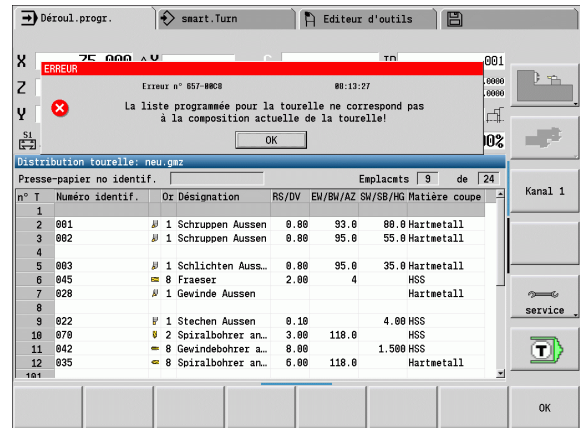 Déroul.progr. smart.Turn Editeur d'outils
X 75.000 001
ERREUR
Erreur n° 657-00C8 08:13:27
La liste programmée pour la tourelle ne correspond pas
à la composition actuelle de la tourelle!
OK
Z
Y
S1
Distribution tourelle: neu.gmz
Presse-papier no identif. Emplacmts 9 de 24
n° T Numéro identif. Or Désignation RS/DV EW/BW/AZ SW/SB/HG Matière coupe
1
2 001 1 Schruppen Aussen 0.80 93.0 80.0 Hartmetall
3 002 1 Schruppen Aussen 0.80 95.0 55.0 Hartmetall
4
5 003 1 Schlichten Auss… 0.80 95.0 35.0 Hartmetall
6 045 8 Fraeser 2.00 4 HSS
7 028 1 Gewinde Aussen Hartmetall
8
9 022 1 Stechen Aussen 0.10 4.00 HSS
10 070 2 Spiralbohrer an… 3.00 118.0 HSS
11 042 8 Gewindebohrer a… 8.00 1.500 HSS
12 035 6 Spiralbohrer an… 6.00 118.0 Hartmetall
101
Kanal 1
service
T
OK